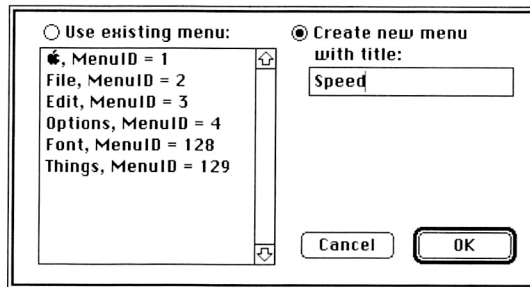 Use existing menu:
, MenuID = 1
File, MenuID = 2
Edit, MenuID = 3
Options, MenuID = 4
Font, MenuID = 128
Things, MenuID = 129
Create new menu
with title:
Speed
Cancel
OK